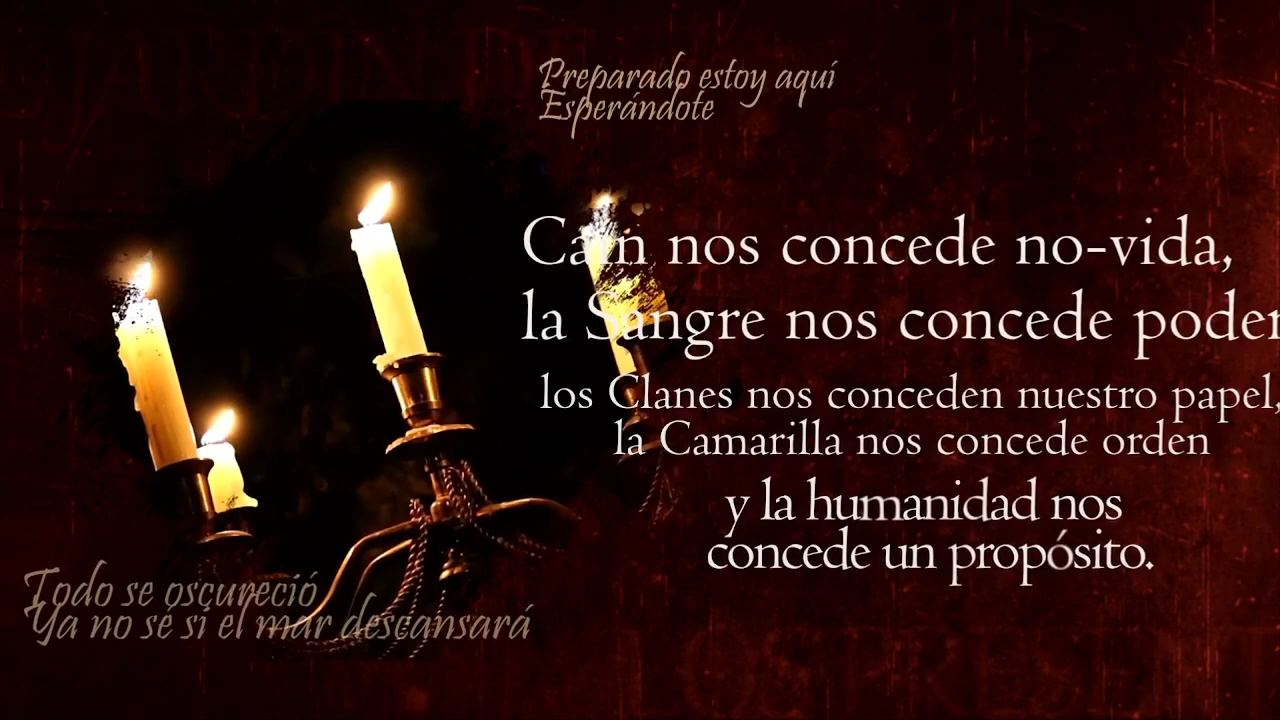 Preparado estoy aquí
Esperándote
Caín nos concede no-vida,
la Sangre nos concede poder
los Clanes nos conceden nuestro papel,
la Camarilla nos concede orden
y la humanidad nos
concede un propósito.
Todo se oscureció
Ya no sé si el mar descansará